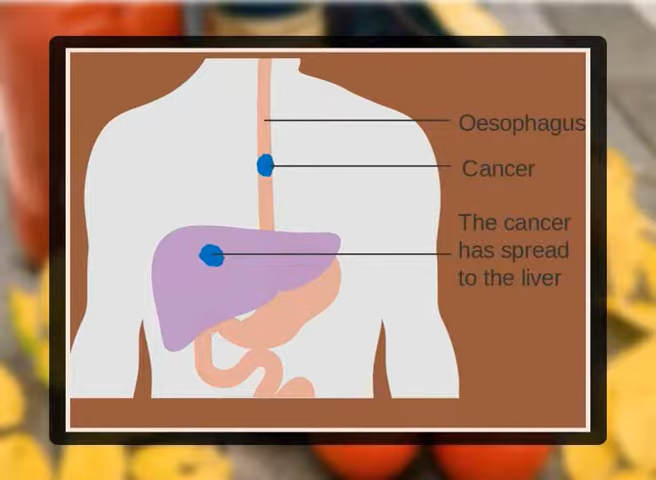 Oesophagus
Cancer
The cancer
has spread
to the liver